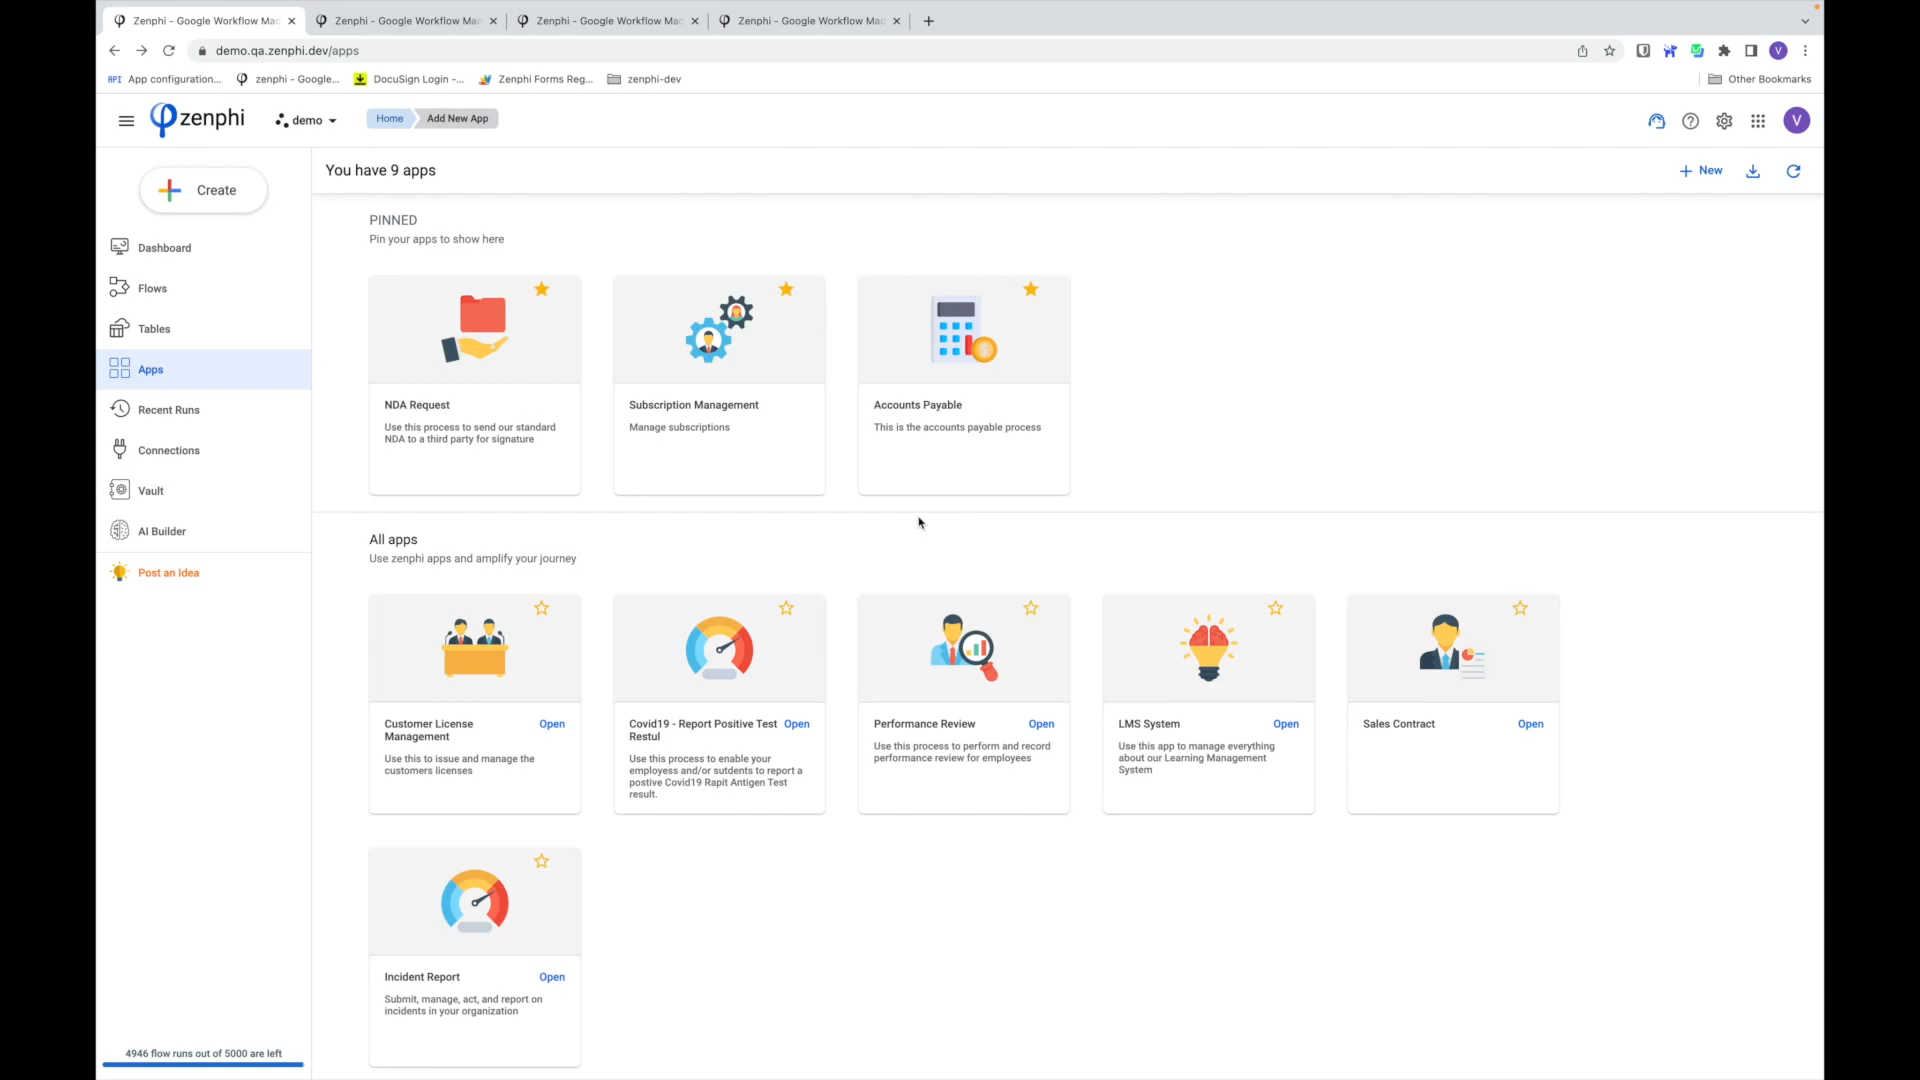 Zenphi - Google Workflow Mac
Zenphi - Google Workflow Mac
Zenphi - Google Workflow Mac
Zenphi - Google Workflow Mac
demo.qa.zenphi.dev/apps
V
API App configuration...
zenphi - Google...
DocuSign Login -...
Zenphi Forms Reg...
zenphi-dev
Other Bookmarks
zenphi
demo
Home
Add New App
V
Create
Dashboard
Flows
Tables
Apps
Recent Runs
Connections
Vault
AI Builder
Post an Idea
4946 flow runs out of 5000 are left
You have 9 apps
New
PINNED
Pin your apps to show here
NDA Request
Use this process to send our standard
NDA to a third party for signature
Subscription Management
Manage subscriptions
Accounts Payable
This is the accounts payable process
All apps
Use zenphi apps and amplify your journey
Customer License
Management
Open
Use this to issue and manage the
customers licenses
Covid19 - Report Positive Test
Restul
Open
Use this process to enable your
employess and/or sutdents to report a
postive Covid19 Rapit Antigen Test
result.
Performance Review
Open
Use this process to perform and record
performance review for employees
LMS System
Open
Use this app to manage everything
about our Learning Management
System
Sales Contract
Open
Incident Report
Open
Submit, manage, act, and report on
incidents in your organization